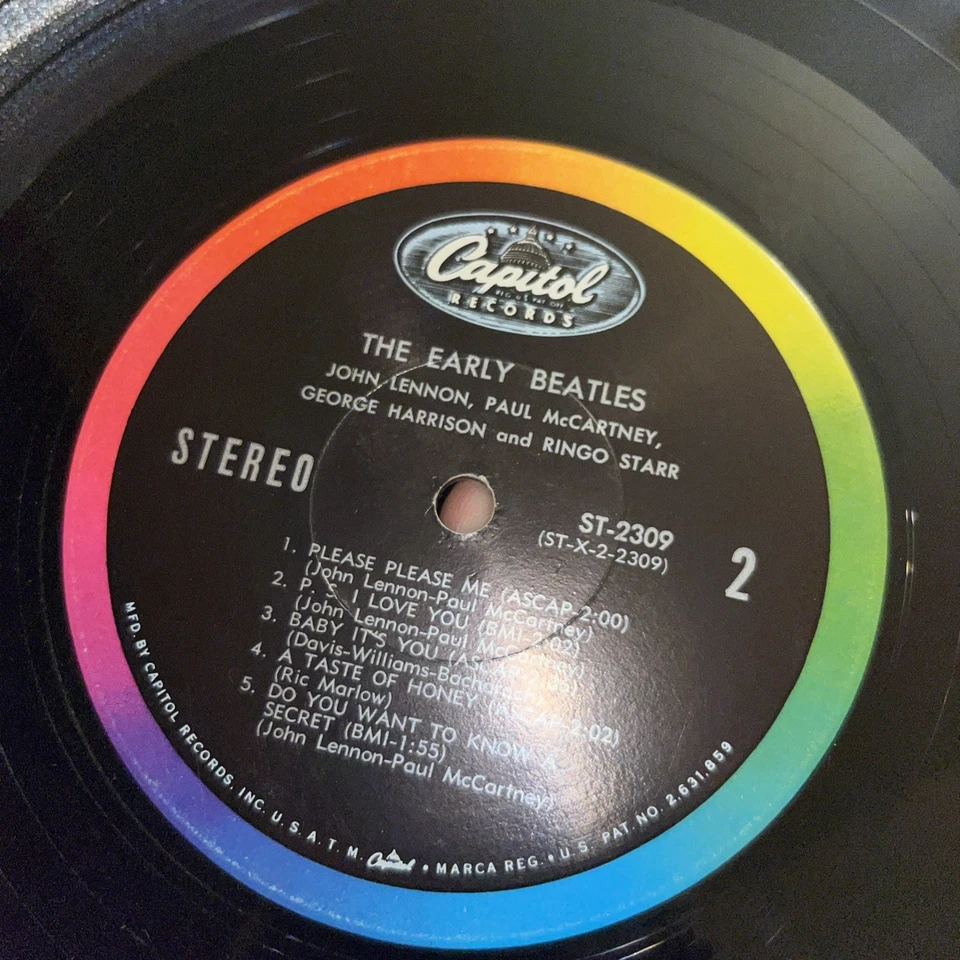 Capitol
REG. U.S. PAT. OFF.
RECORDS
THE EARLY BEATLES
JOHN LENNON, PAUL McCARTNEY,
GEORGE HARRISON and RINGO STARR
STEREO
ST-2309
(ST-X-2-2309)
2
1. PLEASE PLEASE ME (ASCAP-2:00)
(John Lennon-Paul McCartney)
2. P. S. I LOVE YOU (BMI-2:02)
(John Lennon-Paul McCartney)
3. BABY IT'S YOU
(Davis-Williams-Bacharach)
4. A TASTE OF HONEY (ASCAP-2:02)
(Ric Marlow)
5. DO YOU WANT TO KNOW A
SECRET (BMI-1:55)
(John Lennon-Paul McCartney)
MFD. BY CAPITOL RECORDS, INC. U. S. A. T. M. Capitol • MARCA REG. • U. S. PAT. NO. 2,631,859